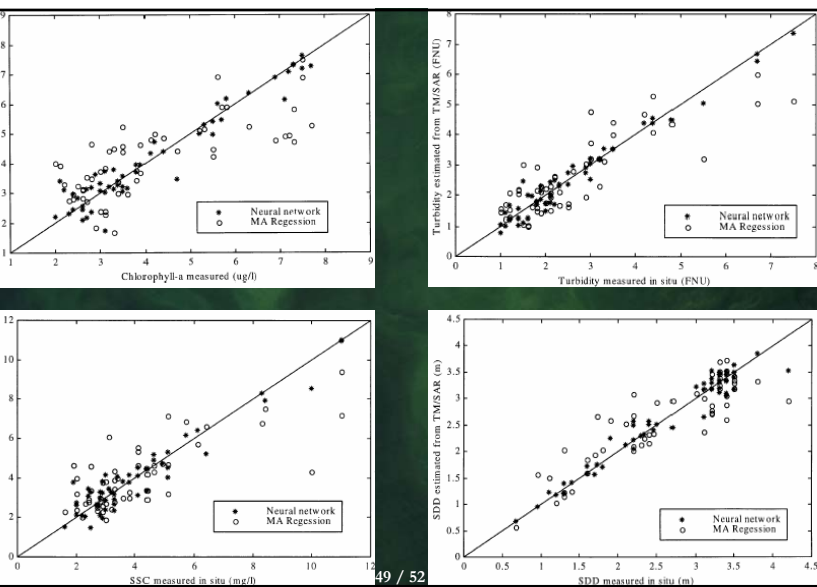 9
8
7
6
5
4
3
2
1
1 2 3 4 5 6 7 8 9
Neural network
MA Regression
Chlorophyll-a measured (ug/l)
Turbidity estimated from TM/SAR (FNU)
8
7
6
5
4
3
2
1
0
0 1 2 3 4 5 6 7 8
Neural network
MA Regression
Turbidity measured in situ (FNU)
12
10
8
6
4
2
0
0 2 4 6 8 10 12
Neural network
MA Regression
SSC measured in situ (mg/l)
SDD estimated from TM/SAR (m)
4.5
4
3.5
3
2.5
2
1.5
1
0.5
0
0 0.5 1 1.5 2 2.5 3 3.5 4 4.5
Neural network
MA Regression
SDD measured in situ (m)
49 / 52